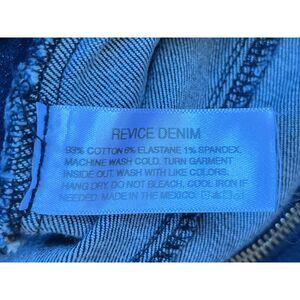 REVICE DENIM
93% COTTON 6% ELASTANE 1% SPANDEX.
MACHINE WASH COLD. TURN GARMENT
INSIDE OUT. WASH WITH LIKE COLORS.
HANG DRY. DO NOT BLEACH. COOL IRON IF
NEEDED. MADE IN THE MEXICO.